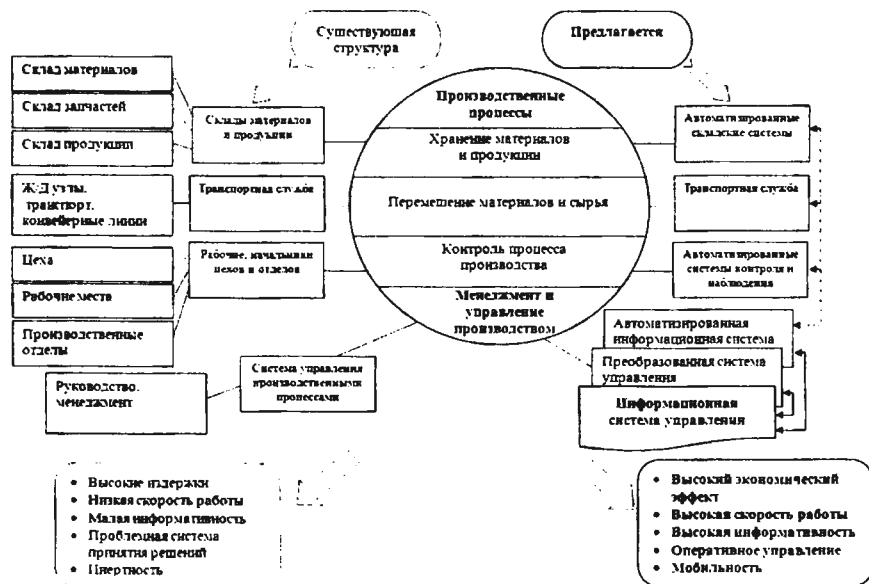 Существующая
структура
Предлагается
Склад материалов
Склад запчастей
Склад продукции
Ж/Д узлы,
транспорт,
конвейерные линии
Цеха
Рабочие места
Производственные
отделы
Руководство,
менеджмент
Склады материалов
и продукции
Транспортная служба
Рабочие, начальники
цехов и отделов
Система управления
производственными
процессами
Производственные
процессы
Хранение материалов
и продукции
Перемещение материалов и сырья
Контроль процесса
производства
Менеджмент и
управление
производством
Автоматизированные
складские системы
Транспортная служба
Автоматизированные
системы контроля и
наблюдения
Автоматизированная
информационная система
Преобразованная система
управления
Информационная
система управления
• Высокие издержки
• Низкая скорость работы
• Малая информативность
• Проблемная система
принятия решений
• Инертность
• Высокий экономический
эффект
• Высокая скорость работы
• Высокая информативность
• Оперативное управление
• Мобильность